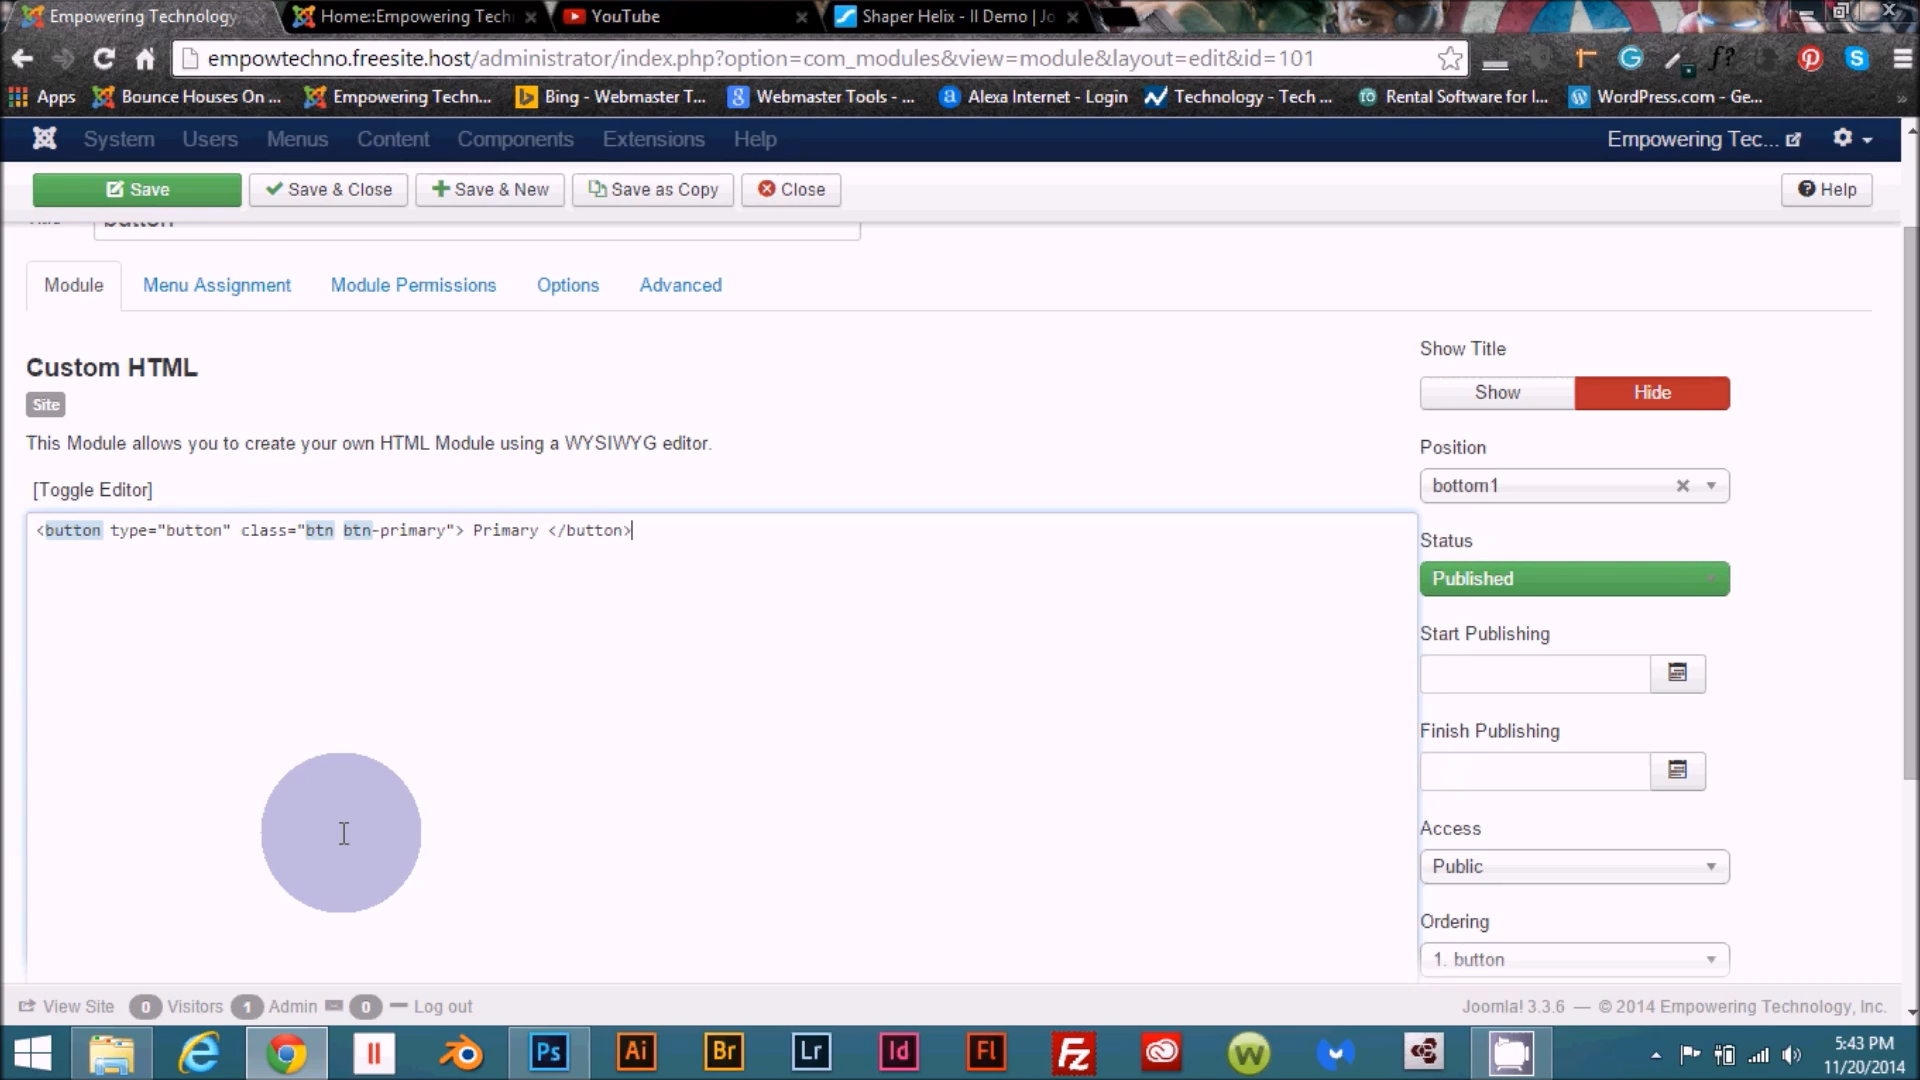 Empowering Technology
Home::Empowering Tech
YouTube
Shaper Helix - II Demo | Jo
empowtechno.freesite.host/administrator/index.php?option=com_modules&view=module&layout=edit&id=101
Apps
Bounce Houses On ...
Empowering Techn...
Bing - Webmaster T...
Webmaster Tools - ...
Alexa Internet - Login
Technology - Tech ...
Rental Software for I...
WordPress.com - Ge...
System Users Menus Content Components Extensions Help
Empowering Tec...
Save
Save & Close
Save & New
Save as Copy
Close
Help
button
Module
Menu Assignment
Module Permissions
Options
Advanced
Custom HTML
Site
This Module allows you to create your own HTML Module using a WYSIWYG editor.
[Toggle Editor]
<button type="button" class="btn btn-primary"> Primary </button>
Show Title
Show
Hide
Position
bottom1
Status
Published
Start Publishing
Finish Publishing
Access
Public
Ordering
1. button
View Site 0 Visitors 1 Admin 0 Log out
Joomla! 3.3.6 — © 2014 Empowering Technology, Inc.
Ps
Ai
Br
Lr
Id
Fl
Fz
W
5:43 PM
11/20/2014